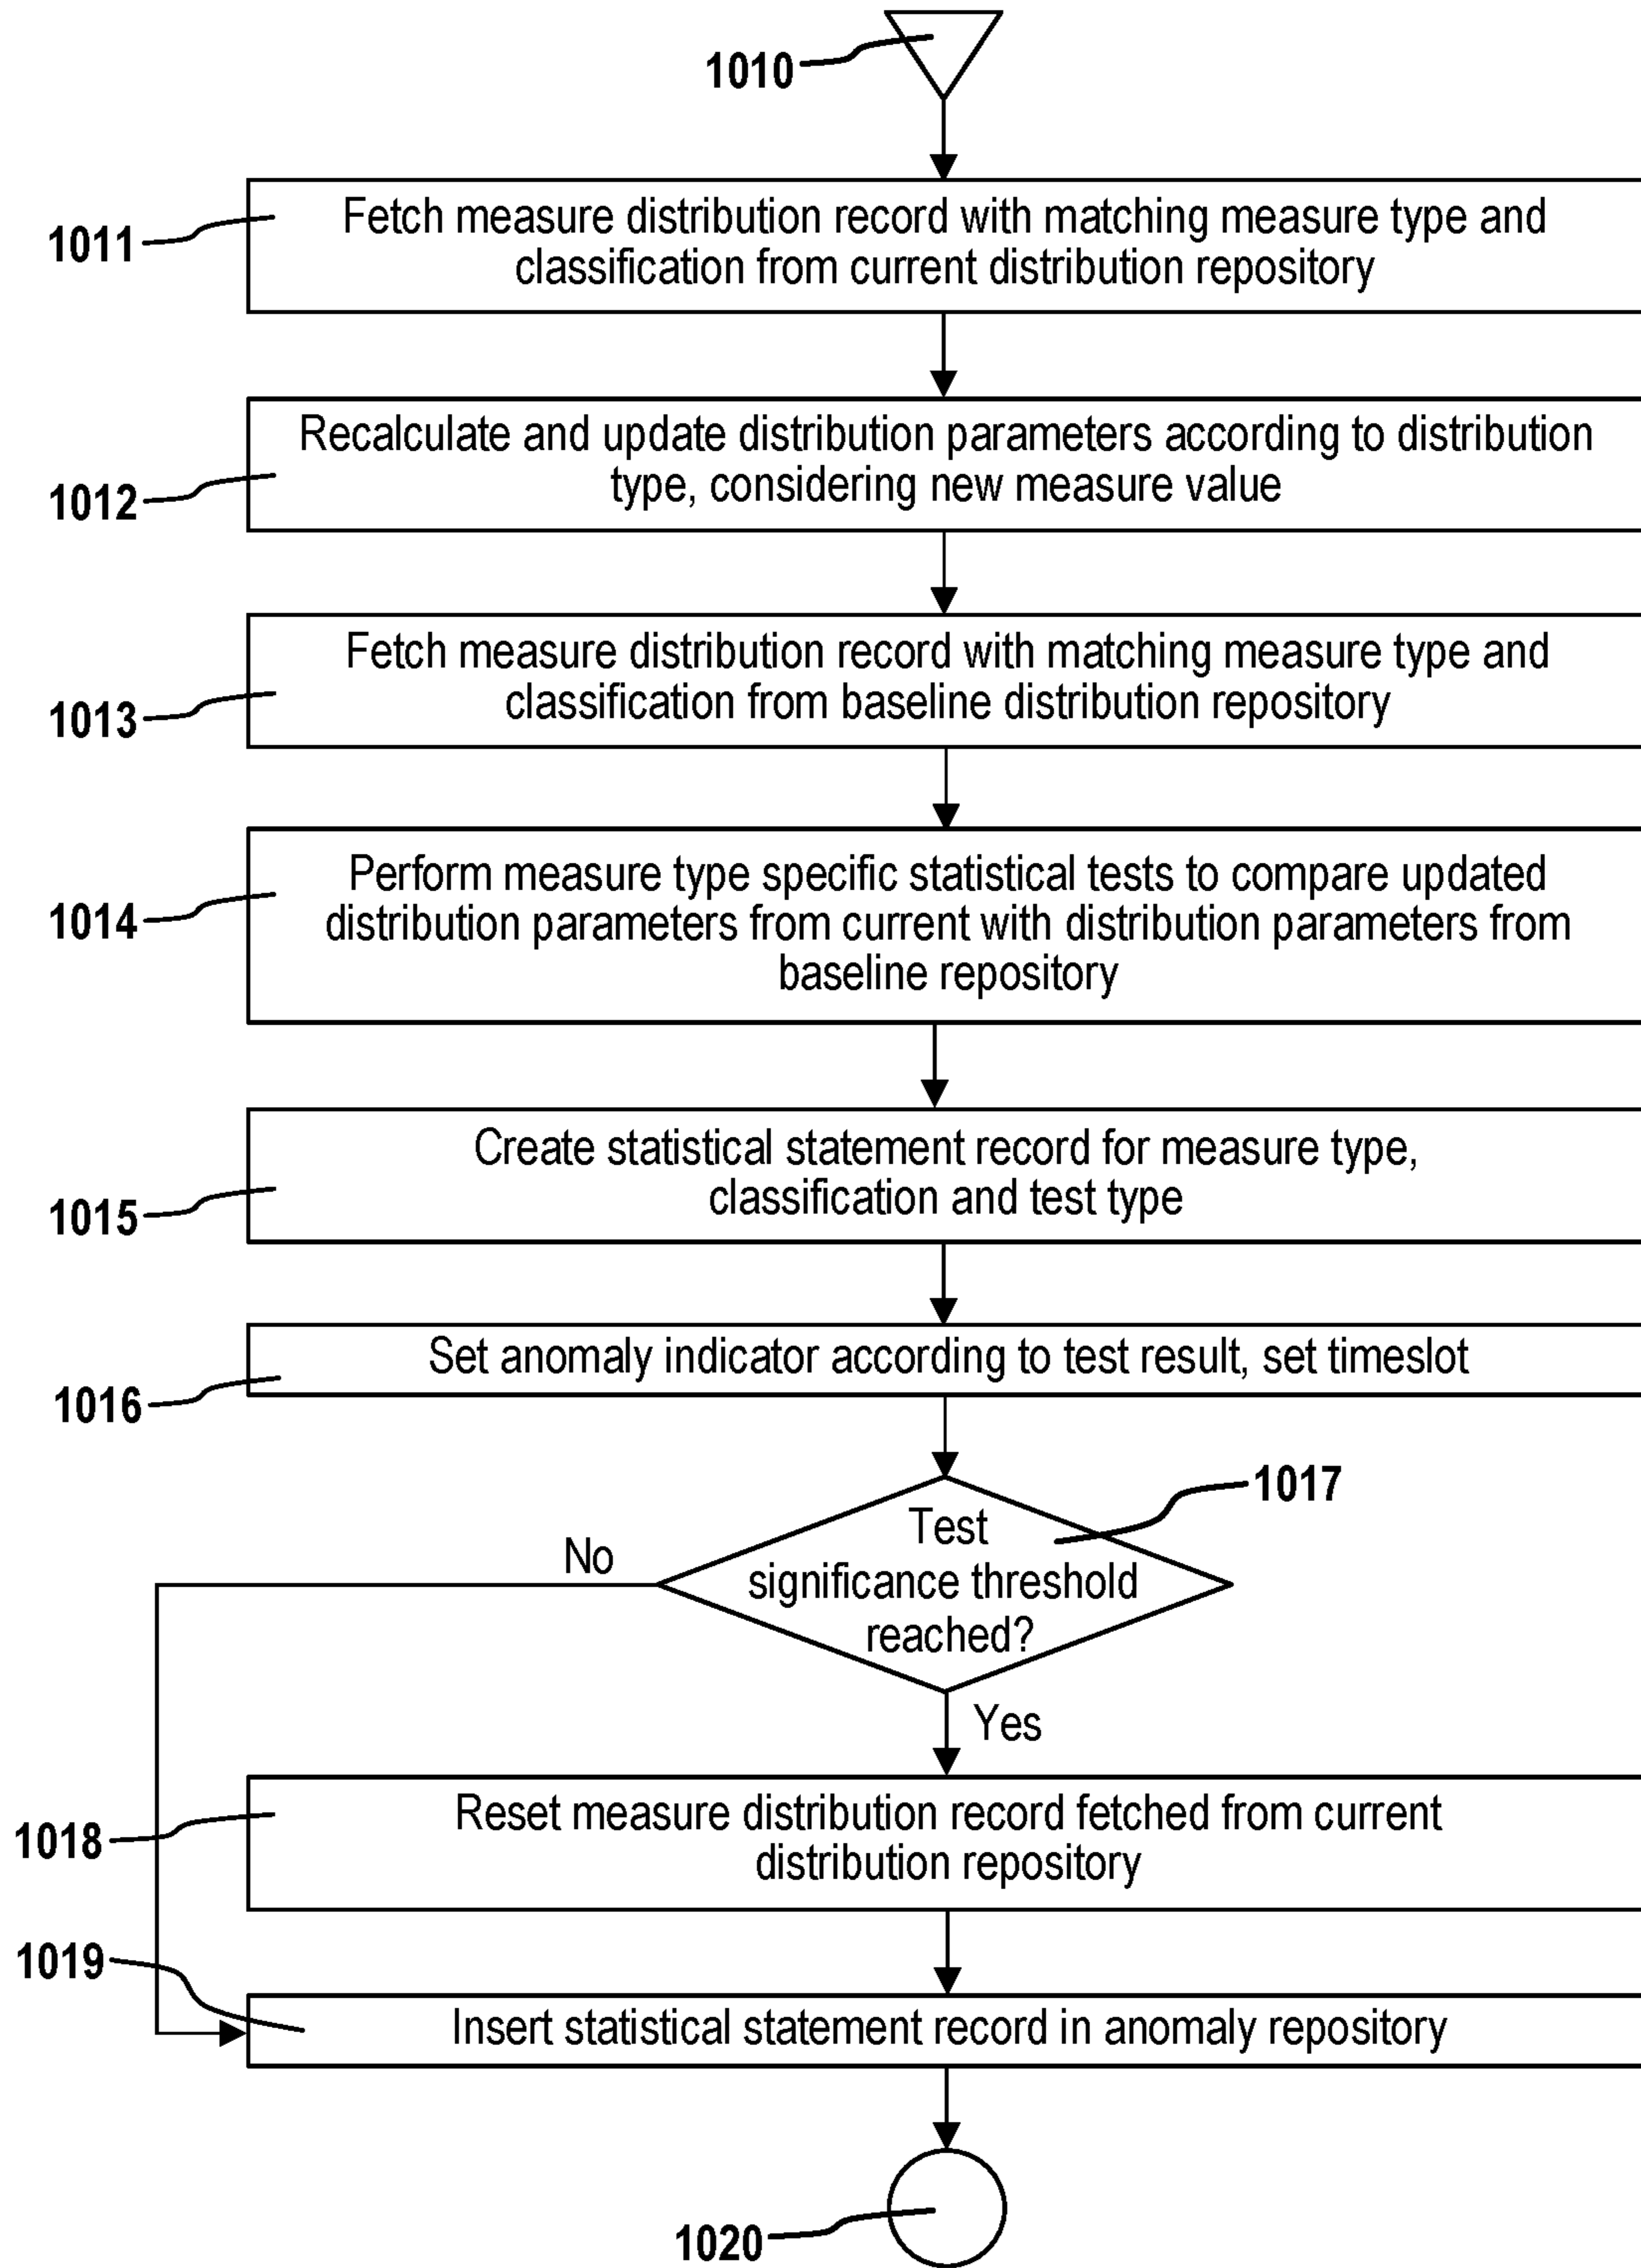 1010
1011
Fetch measure distribution record with matching measure type and
classification from current distribution repository
1012
Recalculate and update distribution parameters according to distribution
type, considering new measure value
1013
Fetch measure distribution record with matching measure type and
classification from baseline distribution repository
1014
Perform measure type specific statistical tests to compare updated
distribution parameters from current with distribution parameters from
baseline repository
1015
Create statistical statement record for measure type,
classification and test type
1016
Set anomaly indicator according to test result, set timeslot
1017
Test
significance threshold
reached?
No
Yes
1018
Reset measure distribution record fetched from current
distribution repository
1019
Insert statistical statement record in anomaly repository
1020